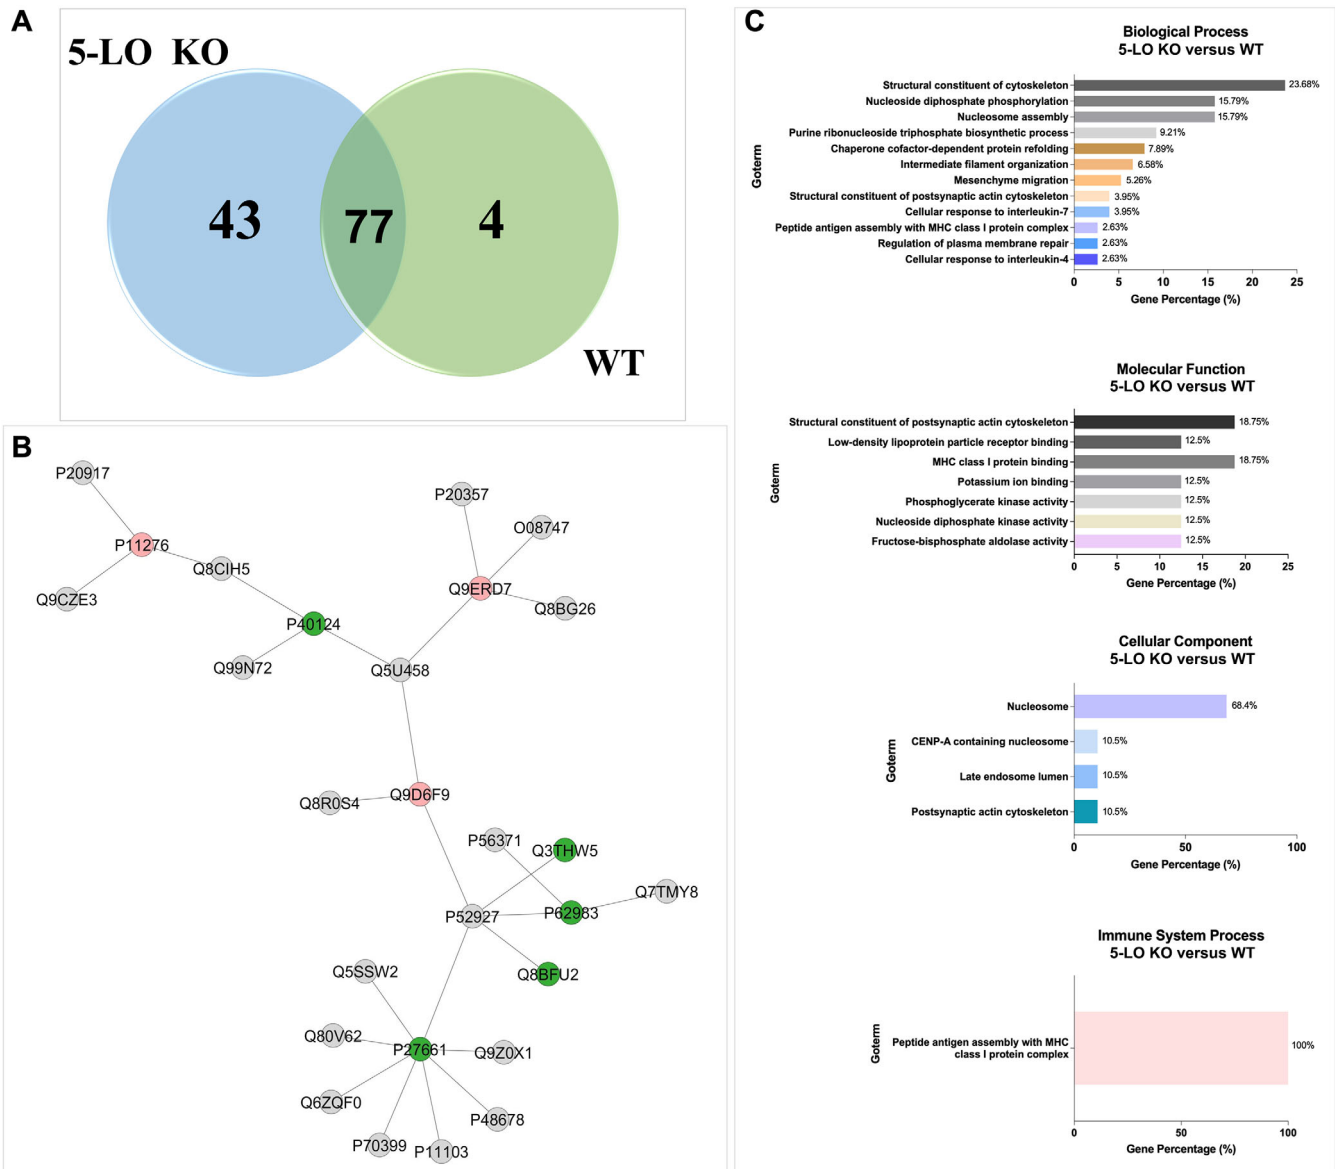 A
5-LO KO
43
77
4
WT
B
P20917
P11276
Q8CIH5
Q9CZE3
P40124
Q99N72
P20357
O08747
Q9ERD7
Q8BG26
Q5U458
Q8R0S4
Q9D6F9
P56371
Q3THW5
Q7TMY8
P52927
P62983
Q8BFU2
Q5SSW2
Q80V62
P27661
Q9Z0X1
Q6ZQF0
P48678
P70399
P11103
C
Biological Process
5-LO KO versus WT
Goterm
Structural constituent of cytoskeleton 23.68%
Nucleoside diphosphate phosphorylation 15.79%
Nucleosome assembly 15.79%
Purine ribonucleoside triphosphate biosynthetic process 9.21%
Chaperone cofactor-dependent protein refolding 7.89%
Intermediate filament organization 6.58%
Mesenchyme migration 5.26%
Structural constituent of postsynaptic actin cytoskeleton 3.95%
Cellular response to interleukin-7 3.95%
Peptide antigen assembly with MHC class I protein complex 2.63%
Regulation of plasma membrane repair 2.63%
Cellular response to interleukin-4 2.63%
0 5 10 15 20 25
Gene Percentage (%)
Molecular Function
5-LO KO versus WT
Goterm
Structural constituent of postsynaptic actin cytoskeleton 18.75%
Low-density lipoprotein particle receptor binding 12.5%
MHC class I protein binding 18.75%
Potassium ion binding 12.5%
Phosphoglycerate kinase activity 12.5%
Nucleoside diphosphate kinase activity 12.5%
Fructose-bisphosphate aldolase activity 12.5%
0 5 10 15 20 25
Gene Percentage (%)
Cellular Component
5-LO KO versus WT
Goterm
Nucleosome 68.4%
CENP-A containing nucleosome 10.5%
Late endosome lumen 10.5%
Postsynaptic actin cytoskeleton 10.5%
0 50 100
Gene Percentage (%)
Immune System Process
5-LO KO versus WT
Goterm
Peptide antigen assembly with MHC
class I protein complex 100%
0 50 100
Gene Percentage (%)